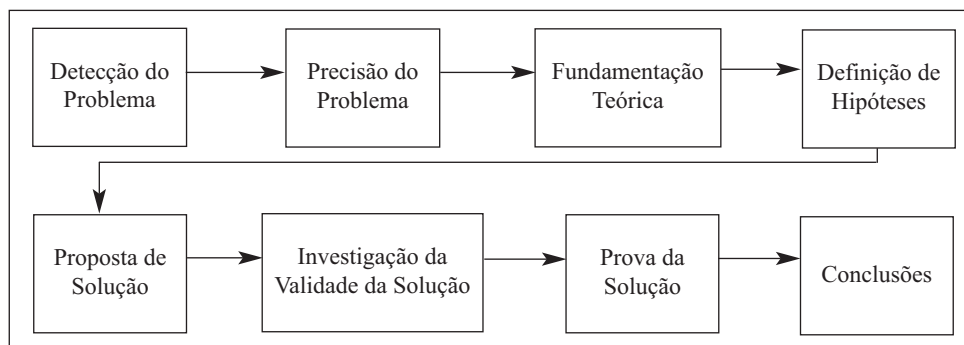 Detecção do
Problema
Precisão do
Problema
Fundamentação
Teórica
Definição de
Hipóteses
Proposta de
Solução
Investigação da
Validade da Solução
Prova da
Solução
Conclusões